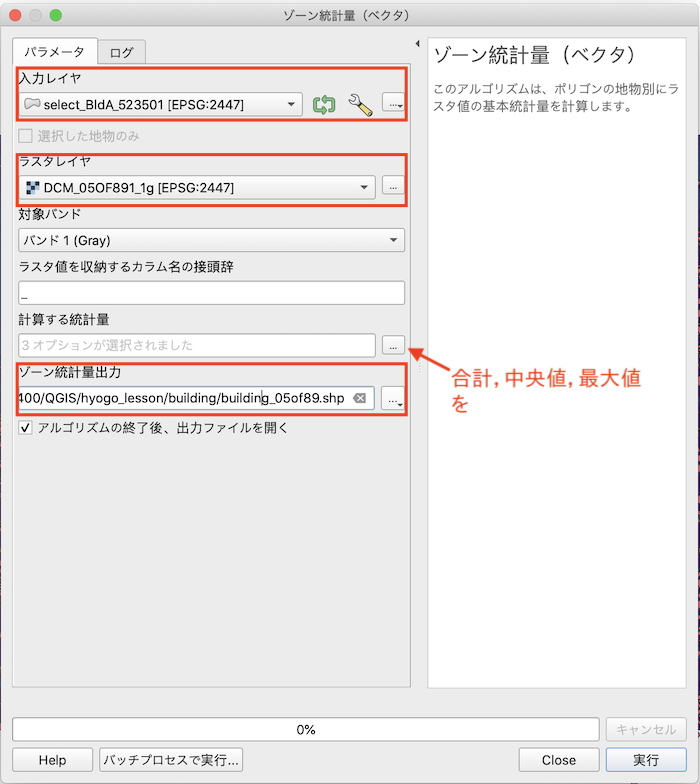 ゾーン統計量（ベクタ）
パラメータ
ログ
入力レイヤ
select_BldA_523501 [EPSG:2447]
...
選択した地物のみ
ラスタレイヤ
DCM_05OF891_1g [EPSG:2447]
...
対象バンド
バンド 1 (Gray)
ラスタ値を収納するカラム名の接頭辞
_
計算する統計量
3 オプションが選択されました
...
ゾーン統計量出力
400/QGIS/hyogo_lesson/building/building_05of89.shp
...
アルゴリズムの終了後、出力ファイルを開く
ゾーン統計量（ベクタ）
このアルゴリズムは、ポリゴンの地物別にラ
スタ値の基本統計量を計算します。
合計, 中央値, 最大値
を
0%
キャンセル
Help
バッチプロセスで実行...
Close
実行